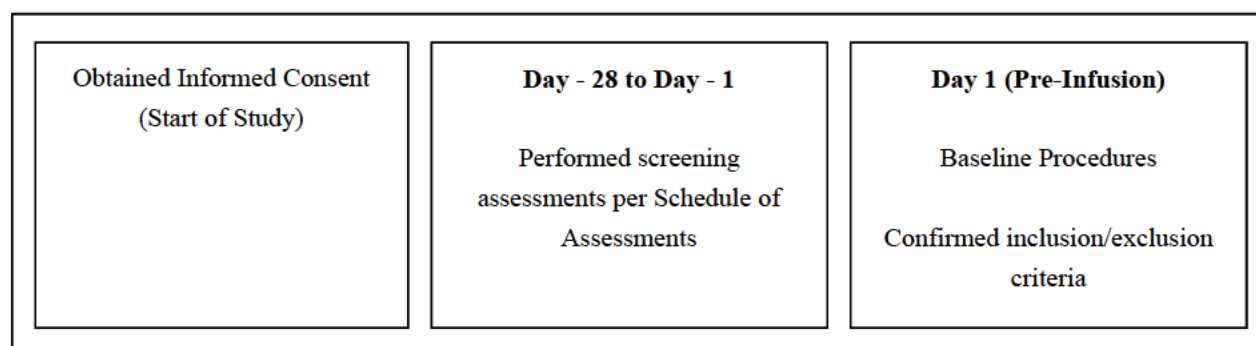 Obtained Informed Consent
(Start of Study)
Day - 28 to Day - 1
Performed screening
assessments per Schedule of
Assessments
Day 1 (Pre-Infusion)
Baseline Procedures
Confirmed inclusion/exclusion
criteria